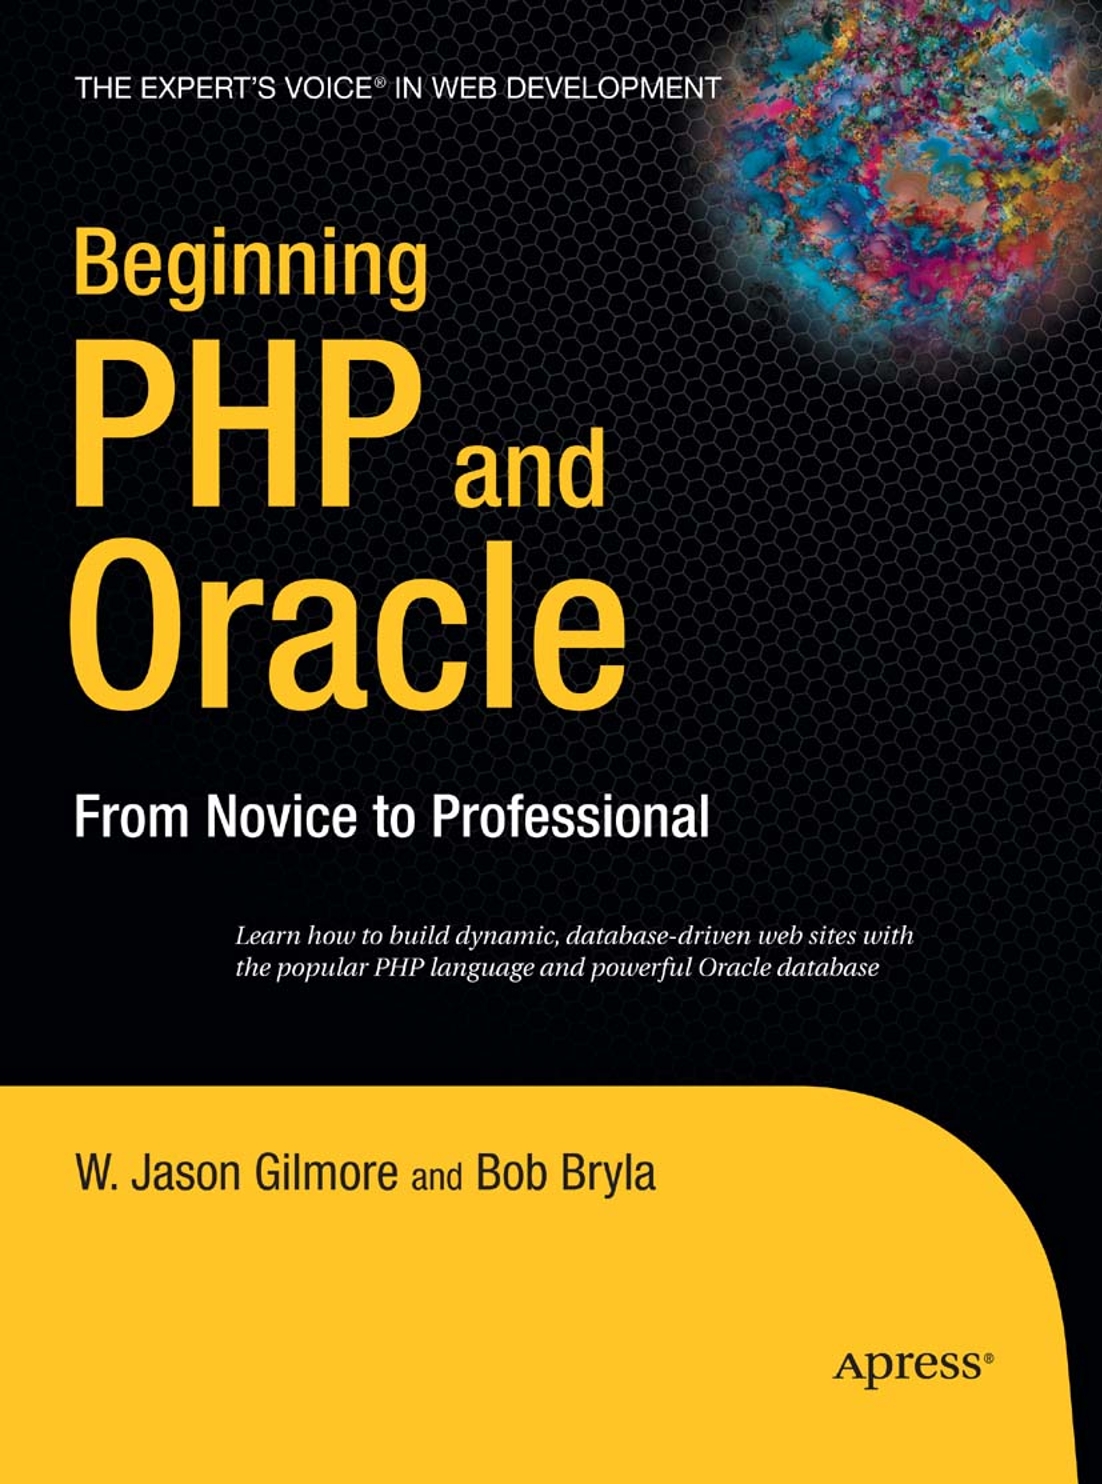 THE EXPERT'S VOICE® IN WEB DEVELOPMENT
Beginning
PHP and
Oracle
From Novice to Professional
Learn how to build dynamic, database-driven web sites with
the popular PHP language and powerful Oracle database
W. Jason Gilmore and Bob Bryla
Apress®